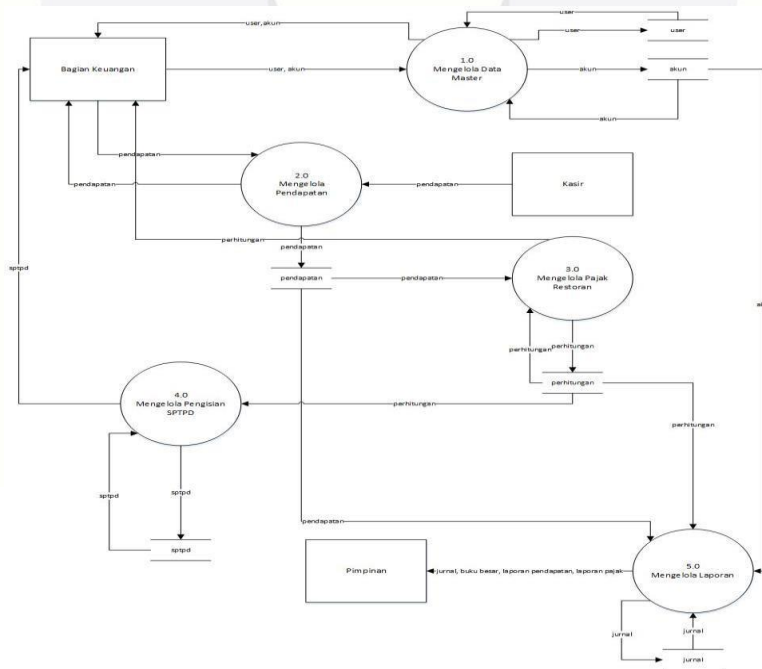 user
user,akun
user
user
Bagian Keuangan
user, akun
1.0
Mengelola Data
Master
akun
akun
akun
pendapatan
pendapatan
2.0
Mengelola
Pendapatan
pendapatan
Kasir
perhitungan
pendapatan
sptpd
pendapatan
pendapatan
3.0
Mengelola Pajak
Restoran
perhitungan
perhitungan
perhitungan
4.0
Mengelola Pengisian
SPTPD
perhitungan
perhitungan
sptpd
sptpd
sptpd
pendapatan
Pimpinan
jurnal, buku besar, laporan pendapatan, laporan pajak
5.0
Mengelola Laporan
jurnal
jurnal
jurnal